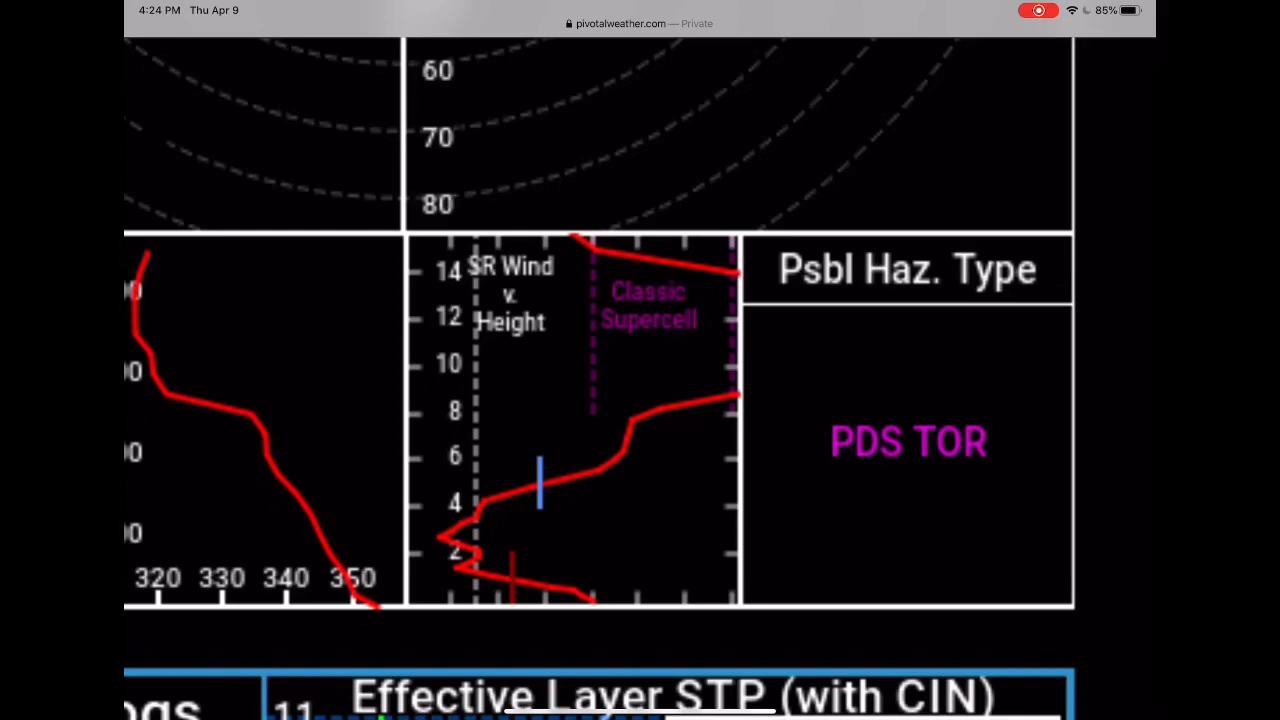 4:24 PM Thu Apr 9
85%
pivotalweather.com — Private
60
70
80
14
SR Wind
v.
Height
12
10
8
6
4
2
Classic
Supercell
Psbl Haz. Type
PDS TOR
320 330 340 350
Effective Layer STP (with CIN)
11